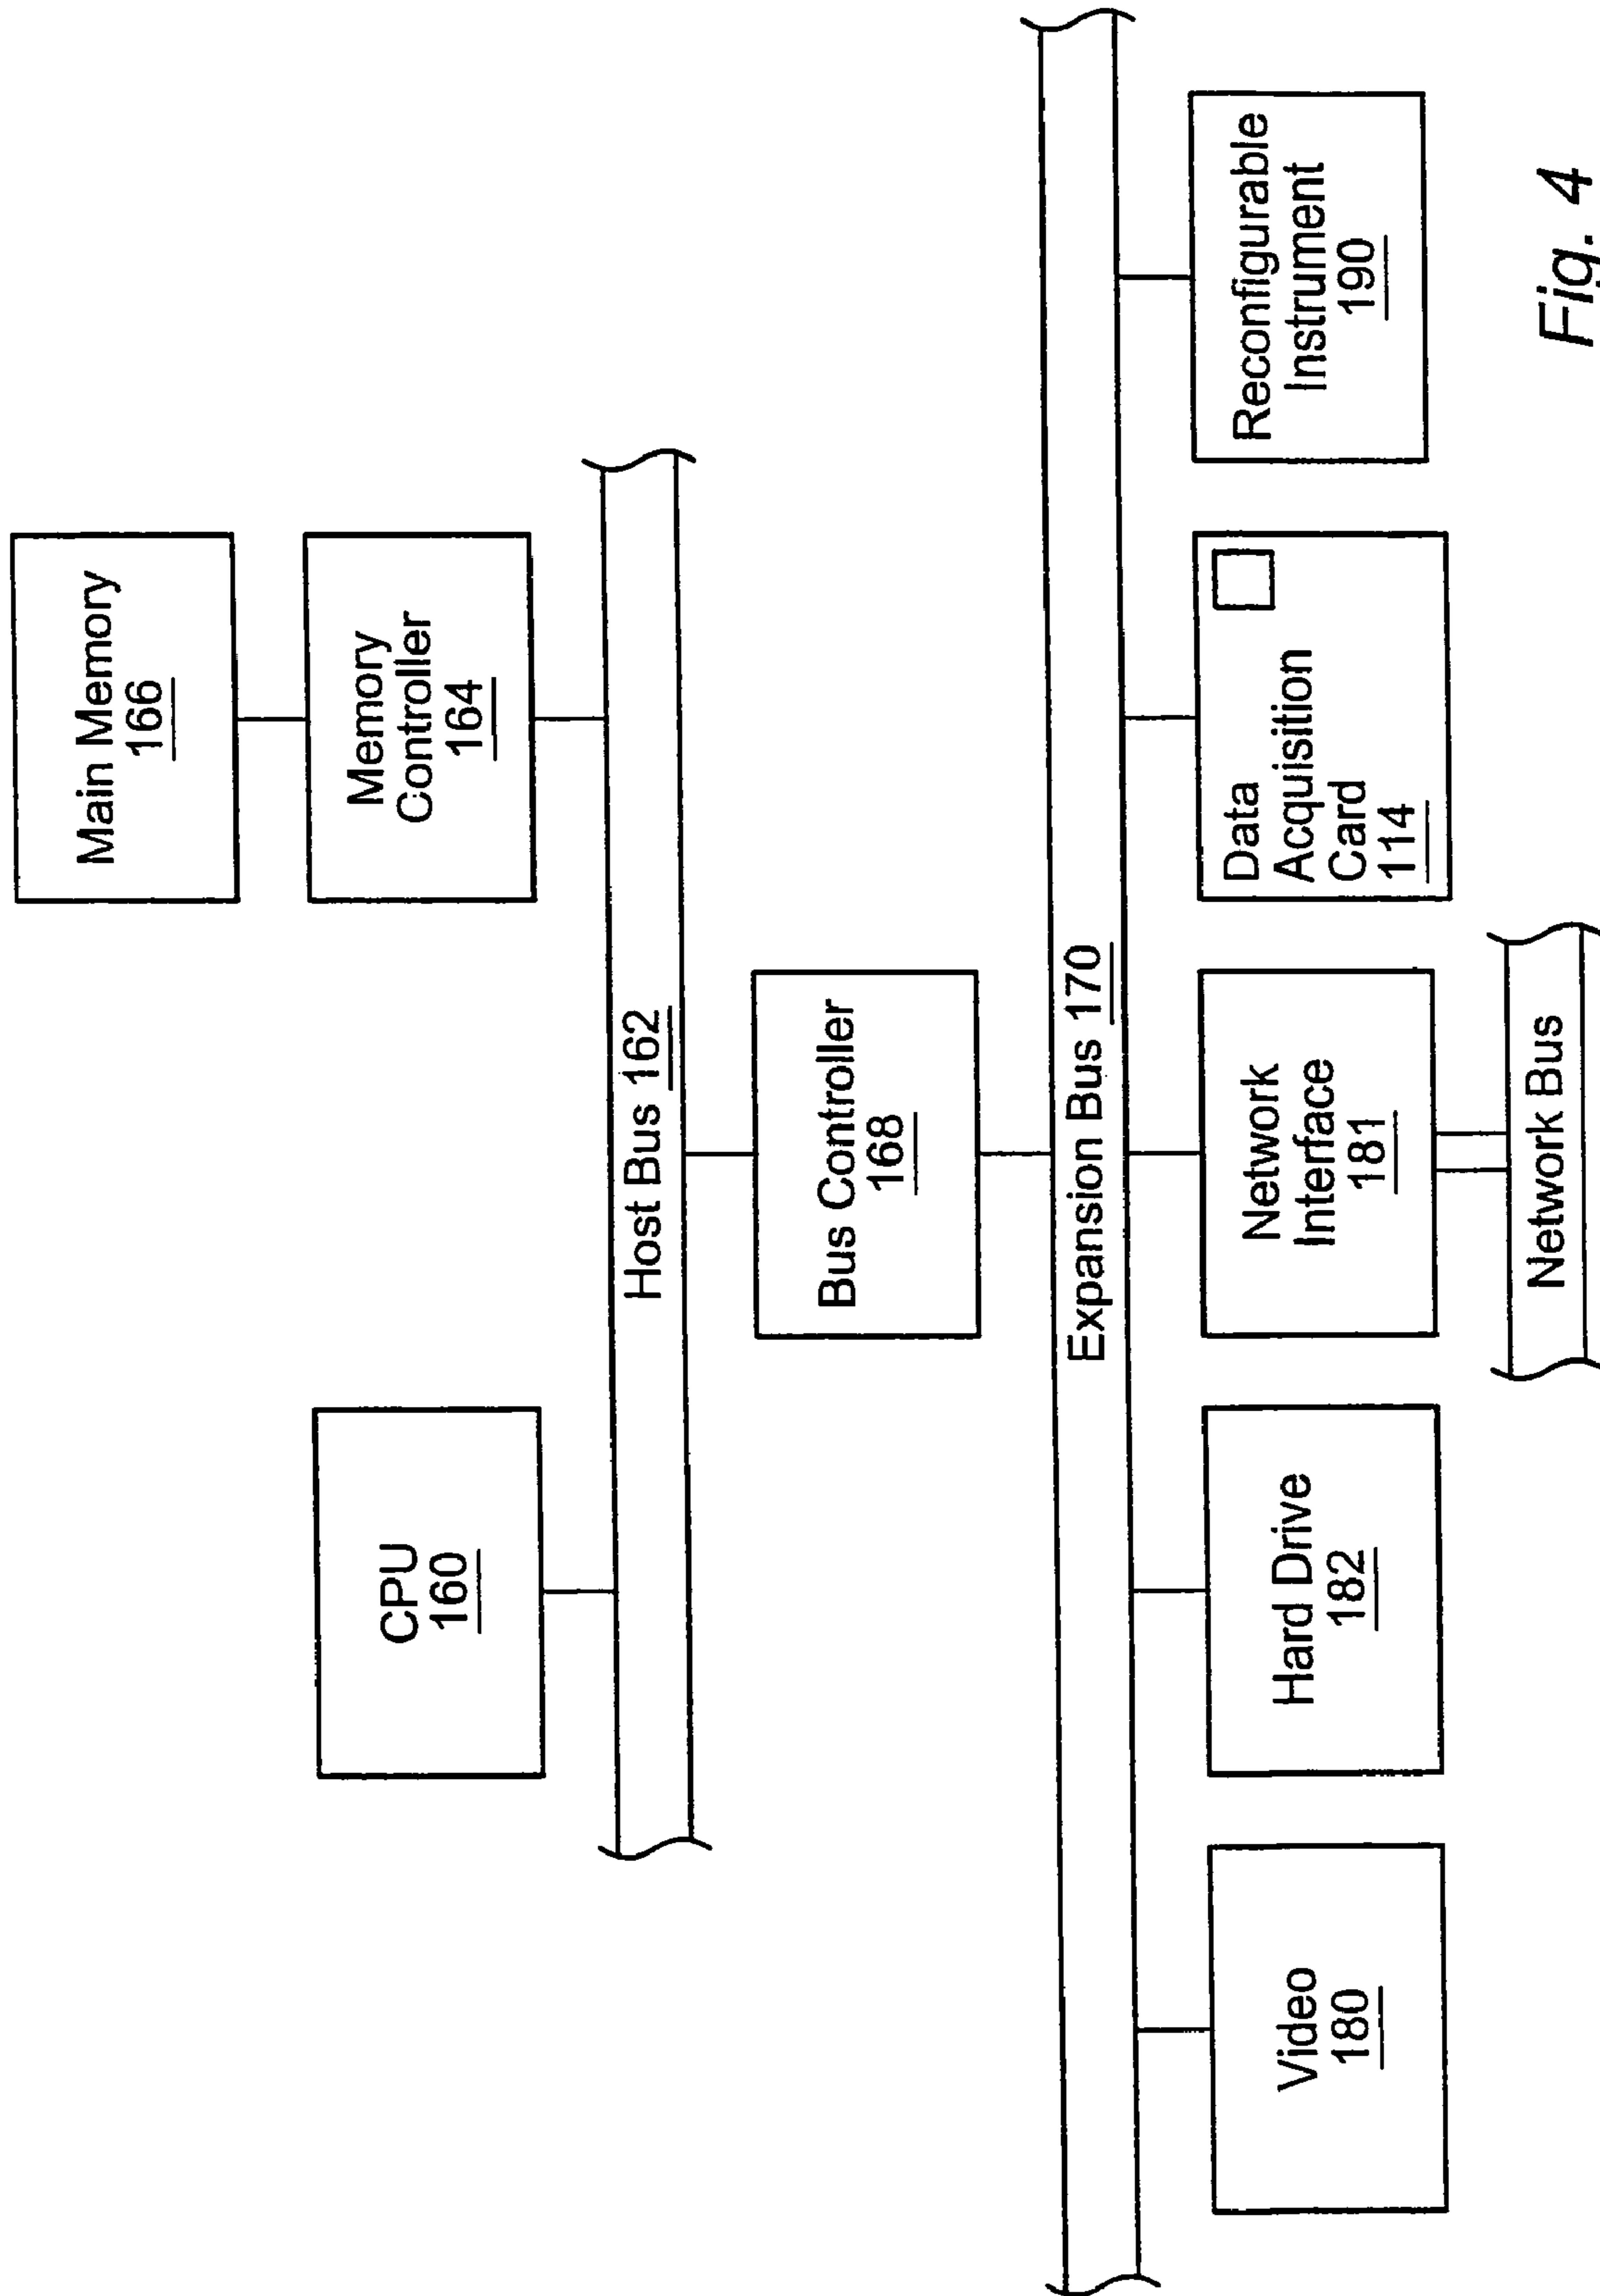 Main Memory
166
Memory
Controller
164
CPU
160
Host Bus 162
Bus Controller
168
Expansion Bus 170
Video
180
Hard Drive
182
Network
Interface
181
Data
Acquisition
Card
114
Reconfigurable
Instrument
190
Network Bus
Fig. 4